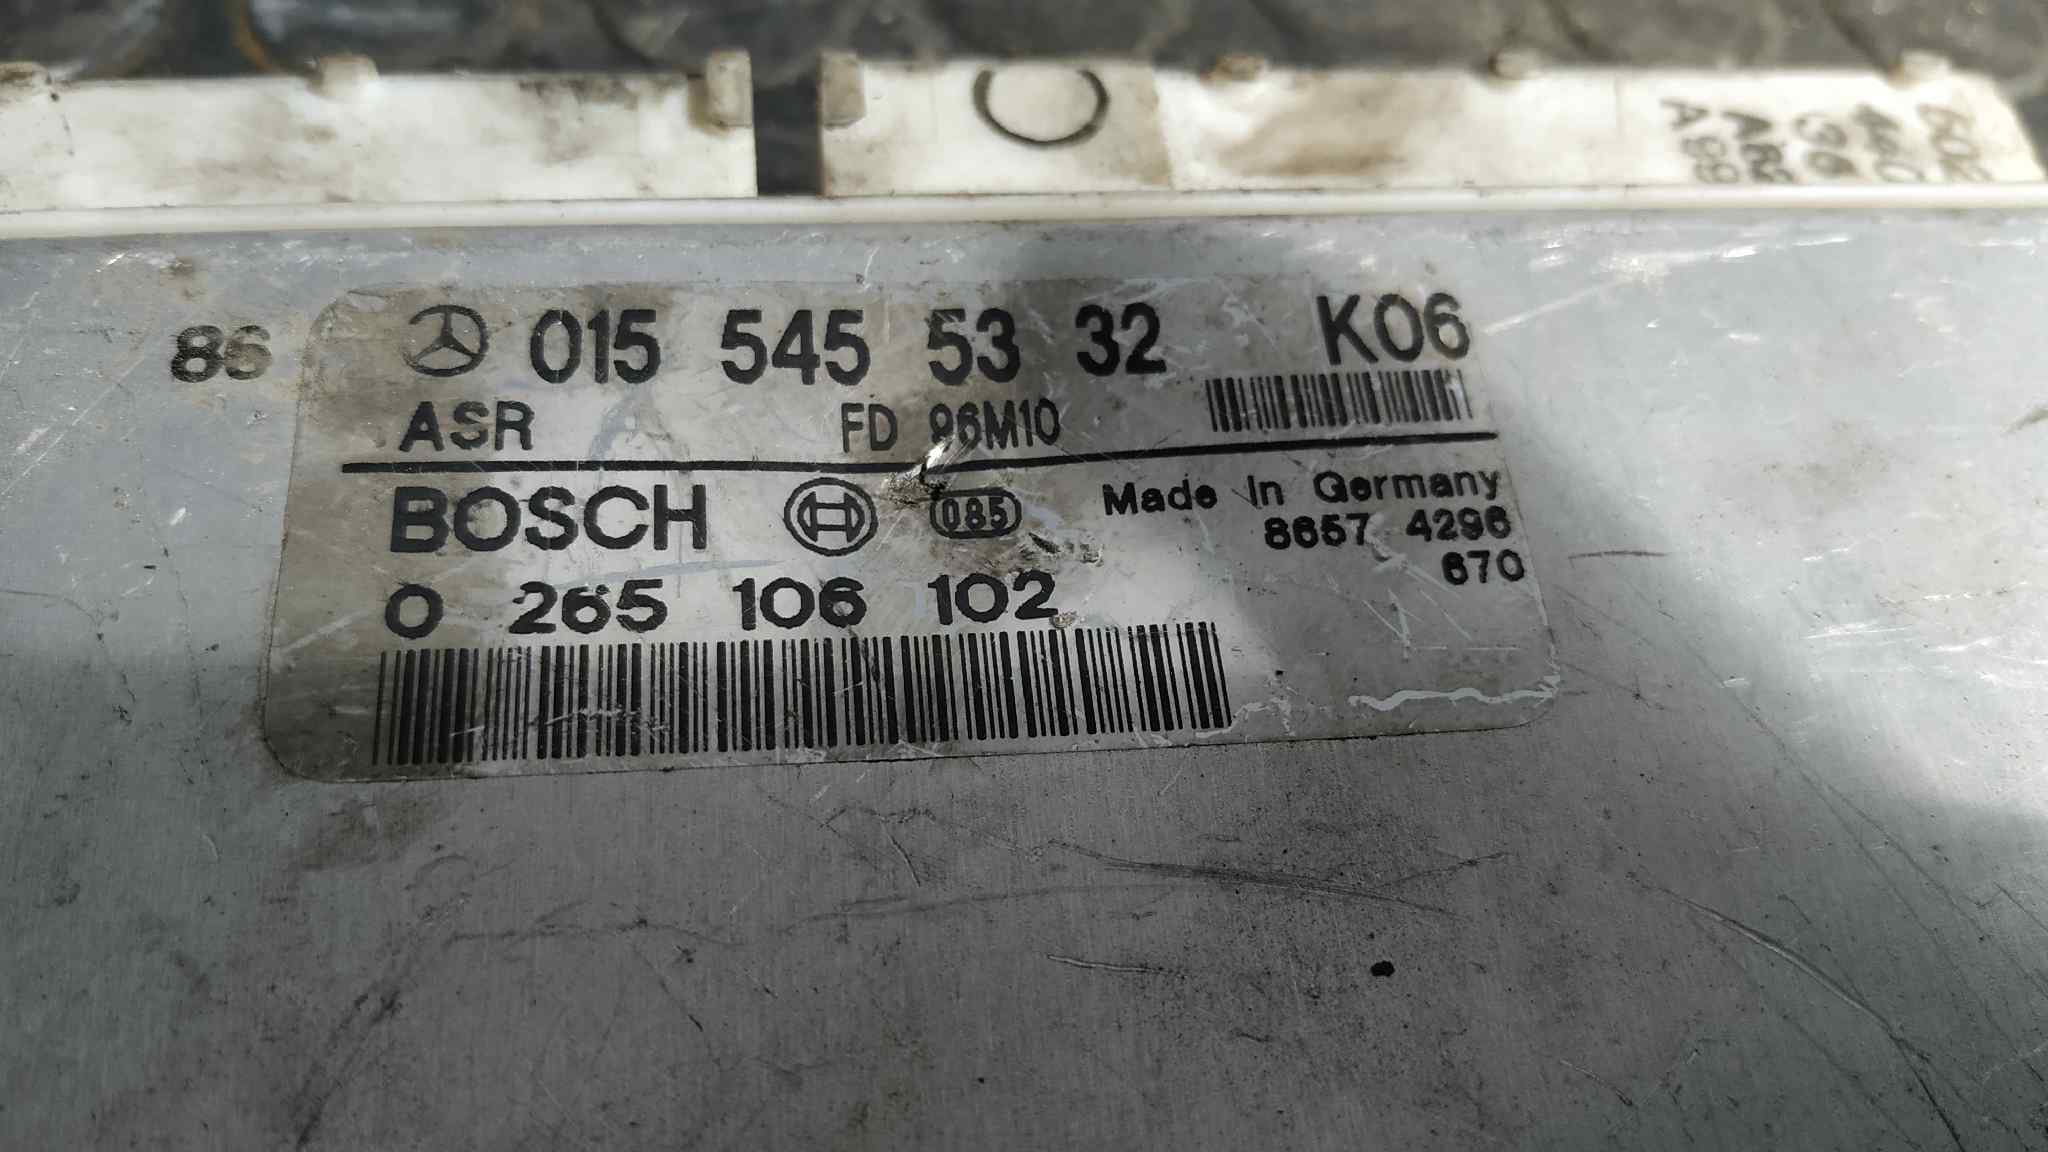 86
015 545 53 32 K06
ASR FD 96M10
BOSCH 085 Made in Germany
8657 4296
670
0 265 106 102